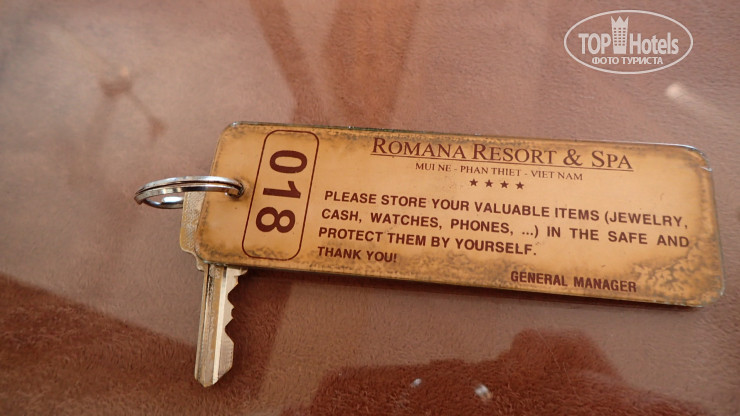 TOP Hotels
ФОТО ТУРИСТА
018
ROMANA RESORT & SPA
MUI NE - PHAN THIET - VIET NAM
★★★★
PLEASE STORE YOUR VALUABLE ITEMS (JEWELRY,
CASH, WATCHES, PHONES, ...) IN THE SAFE AND
PROTECT THEM BY YOURSELF.
THANK YOU!
GENERAL MANAGER